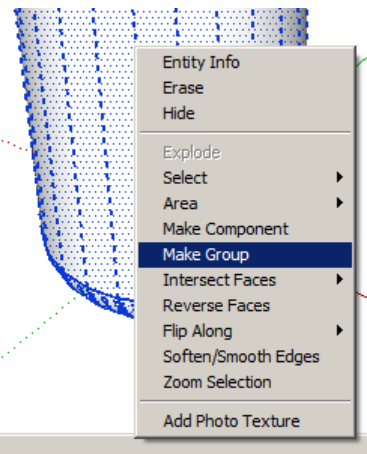 Entity Info
Erase
Hide
Explode
Select
Area
Make Component
Make Group
Intersect Faces
Reverse Faces
Flip Along
Soften/Smooth Edges
Zoom Selection
Add Photo Texture